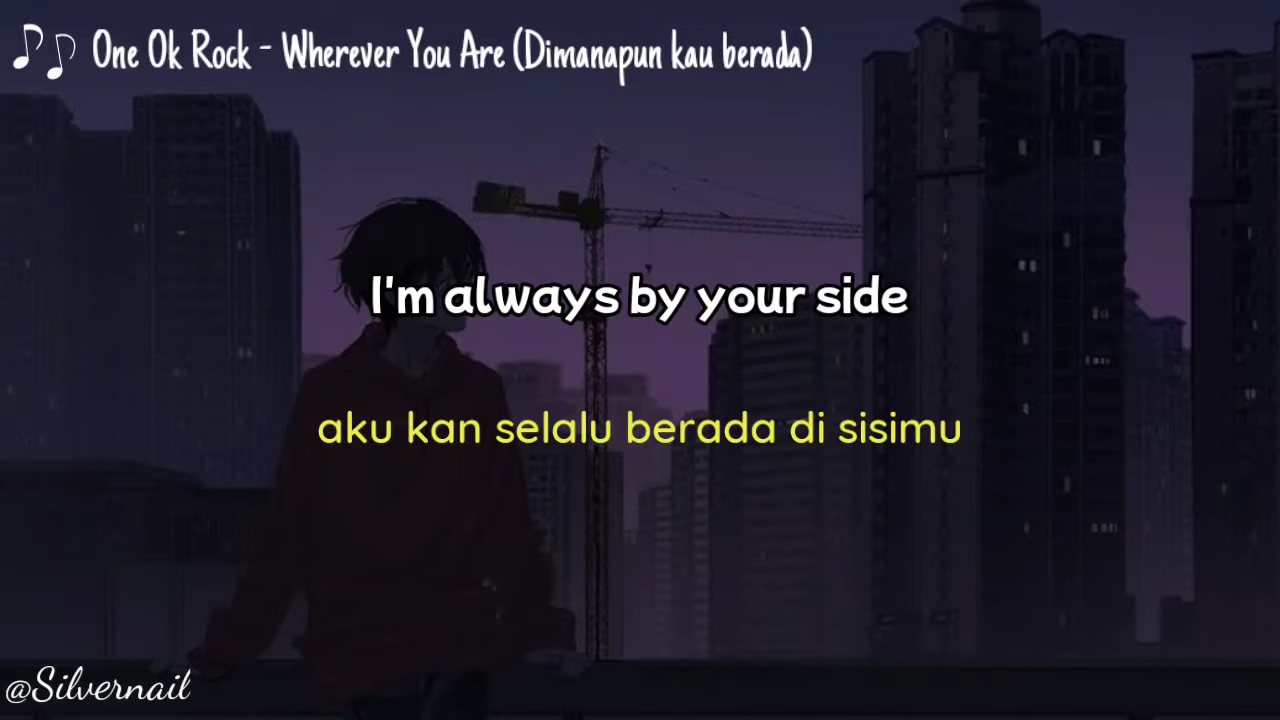 One Ok Rock - Wherever You Are (Dimanapun kau berada)
I'm always by your side
aku kan selalu berada di sisimu
@Silvernail